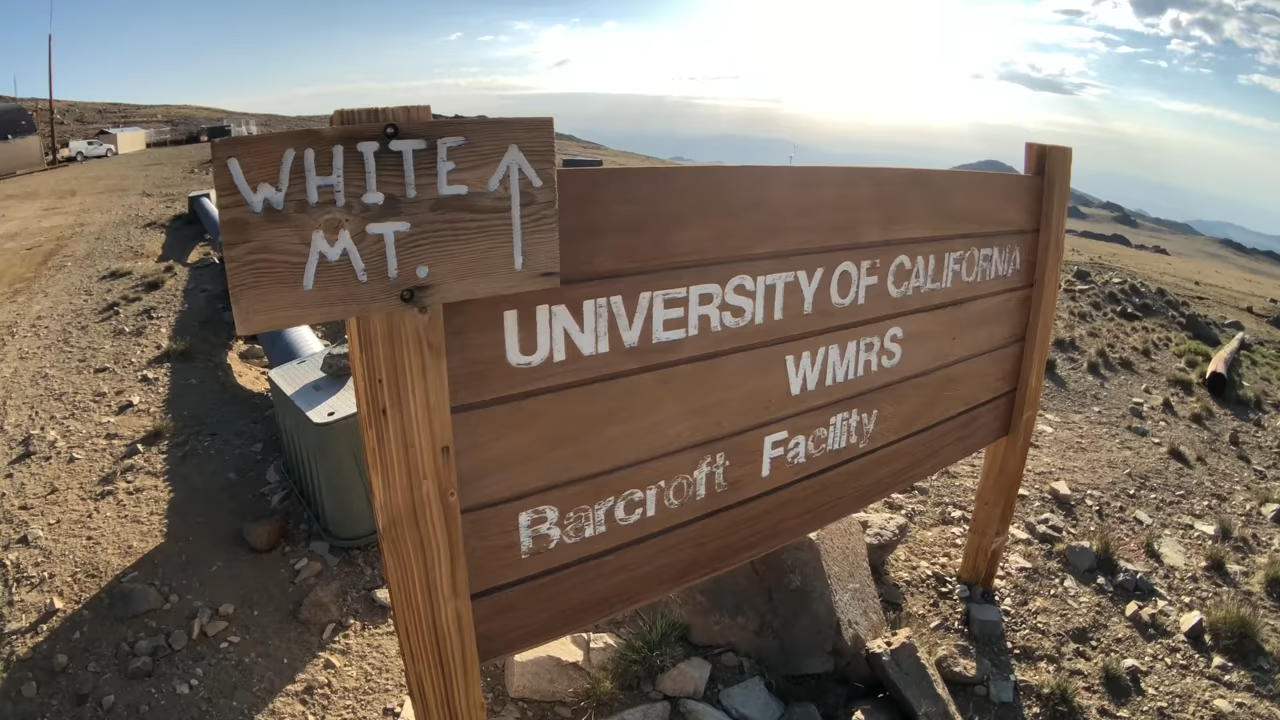 WHITE ↑
MT.
UNIVERSITY OF CALIFORNIA
WMRS
Barcroft Facility